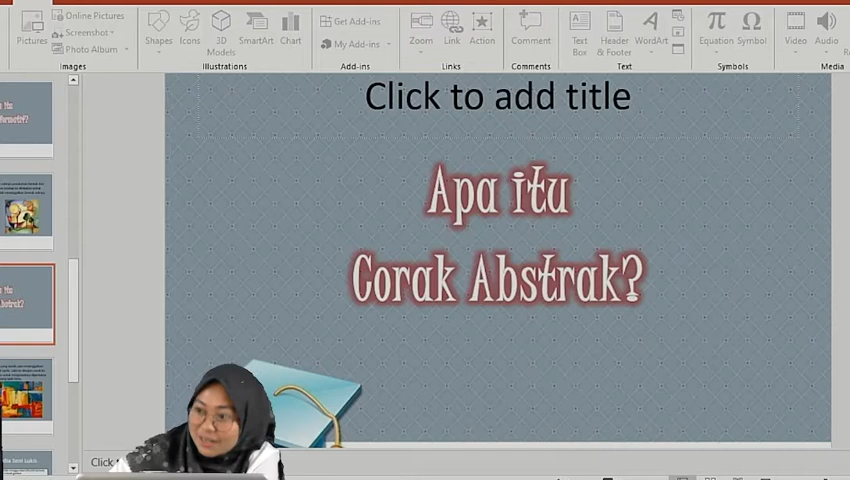 Pictures
Online Pictures
Screenshot
Photo Album
Shapes
Icons
3D
Models
SmartArt
Chart
Get Add-ins
My Add-ins
Zoom
Link
Action
Comment
Text
Box
Header
& Footer
WordArt
Equation
Symbol
Video
Audio
Images
Illustrations
Add-ins
Links
Comments
Text
Symbols
Media
Click to add title
Apa itu
Corak Abstrak?
Click